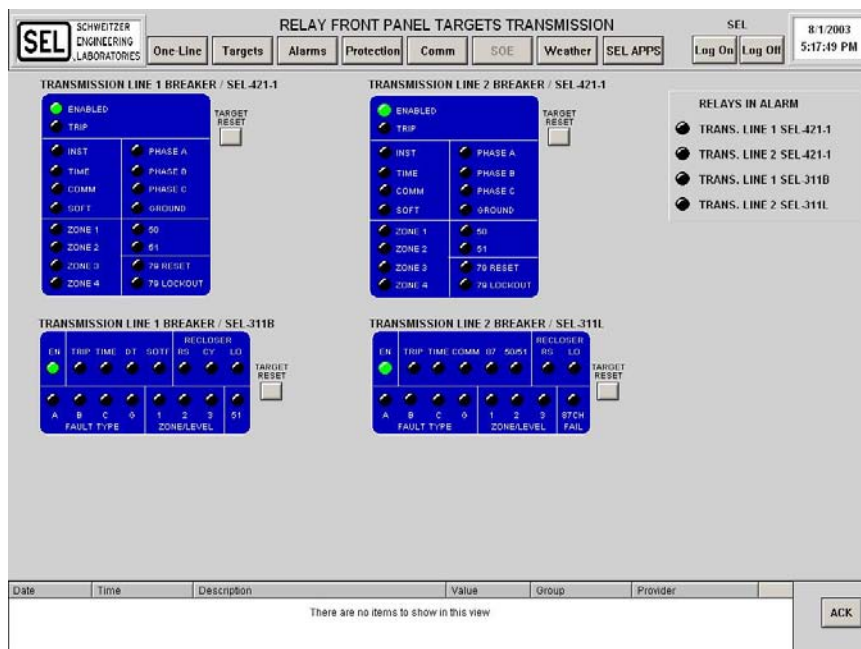 SEL SCHWEITZER ENGINEERING LABORATORIES
RELAY FRONT PANEL TARGETS TRANSMISSION
SEL
8/1/2003
5:17:49 PM
One-Line Targets Alarms Protection Comm SOE Weather SEL APPS Log On Log Off
TRANSMISSION LINE 1 BREAKER / SEL-421-1
ENABLED
TRIP
TARGET RESET
INST PHASE A
TIME PHASE B
COMM PHASE C
SOFT GROUND
ZONE 1 50
ZONE 2 51
ZONE 3 79 RESET
ZONE 4 79 LOCKOUT
TRANSMISSION LINE 2 BREAKER / SEL-421-1
ENABLED
TRIP
TARGET RESET
INST PHASE A
TIME PHASE B
COMM PHASE C
SOFT GROUND
ZONE 1 50
ZONE 2 51
ZONE 3 79 RESET
ZONE 4 79 LOCKOUT
RELAYS IN ALARM
TRANS. LINE 1 SEL-421-1
TRANS. LINE 2 SEL-421-1
TRANS. LINE 1 SEL-311B
TRANS. LINE 2 SEL-311L
TRANSMISSION LINE 1 BREAKER / SEL-311B
RECLOSER
EN TRIP TIME DT SOTF RS CY LO
TARGET RESET
A B C G 1 2 3 51
FAULT TYPE ZONE/LEVEL
TRANSMISSION LINE 2 BREAKER / SEL-311L
RECLOSER
EN TRIP TIME COMM 87 50/51 RS LO
TARGET RESET
A B C G 1 2 3 87CH
FAULT TYPE ZONE/LEVEL FAIL
Date Time Description Value Group Provider
There are no items to show in this view
ACK